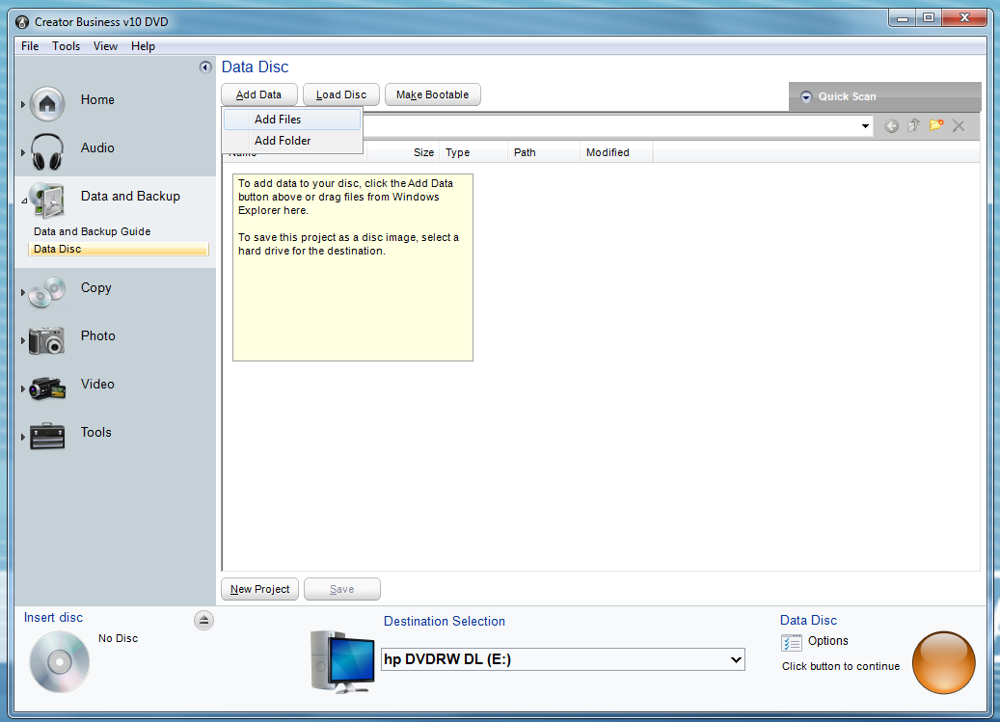 Creator Business v10 DVD
File Tools View Help
Data Disc
Add Data Load Disc Make Bootable
Quick Scan
Add Files
Add Folder
Name Size Type Path Modified
Home
Audio
Data and Backup
Data and Backup Guide
Data Disc
Copy
Photo
Video
Tools
To add data to your disc, click the Add Data
button above or drag files from Windows
Explorer here.
To save this project as a disc image, select a
hard drive for the destination.
New Project Save
Insert disc
No Disc
Destination Selection
hp DVDRW DL (E:)
Data Disc
Options
Click button to continue